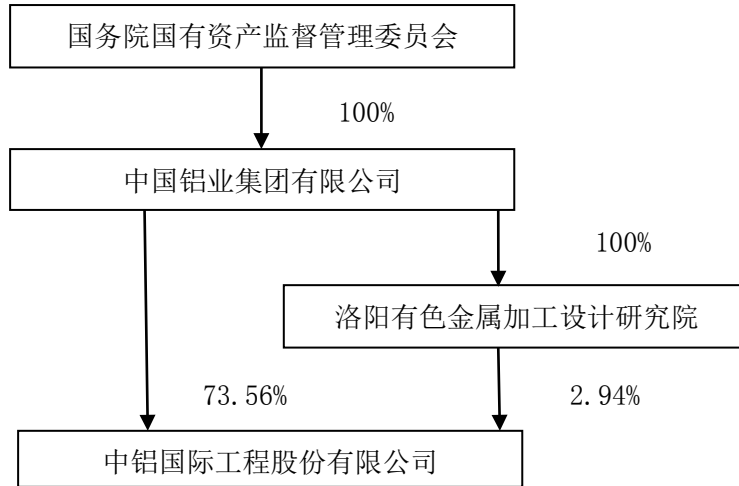 国务院国有资产监督管理委员会
100%
中国铝业集团有限公司
100%
洛阳有色金属加工设计研究院
73.56%
2.94%
中铝国际工程股份有限公司